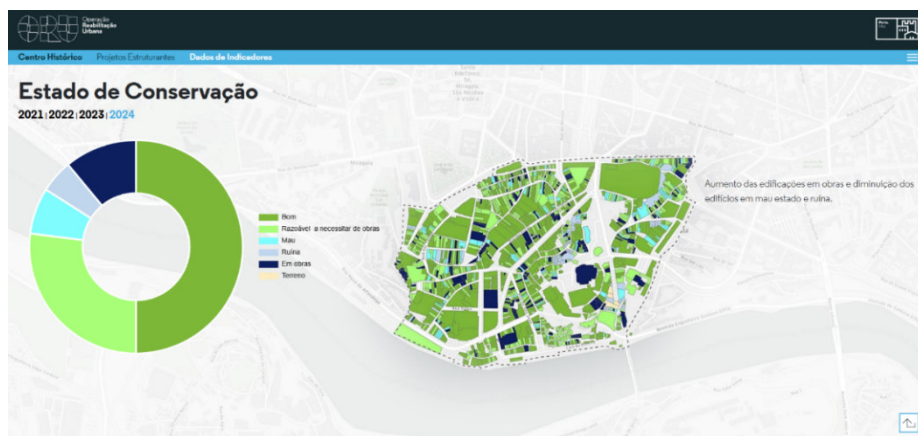 Operação
Reabilitação
Urbana
Porto.
Centro Histórico Projetos Estruturantes Dados de Indicadores
Estado de Conservação
2021 | 2022 | 2023 | 2024
Bom
Razoável a necessitar de obras
Mau
Ruína
Em obras
Terreno
Aumento das edificações em obras e diminuição dos
edifícios em mau estado e ruína.